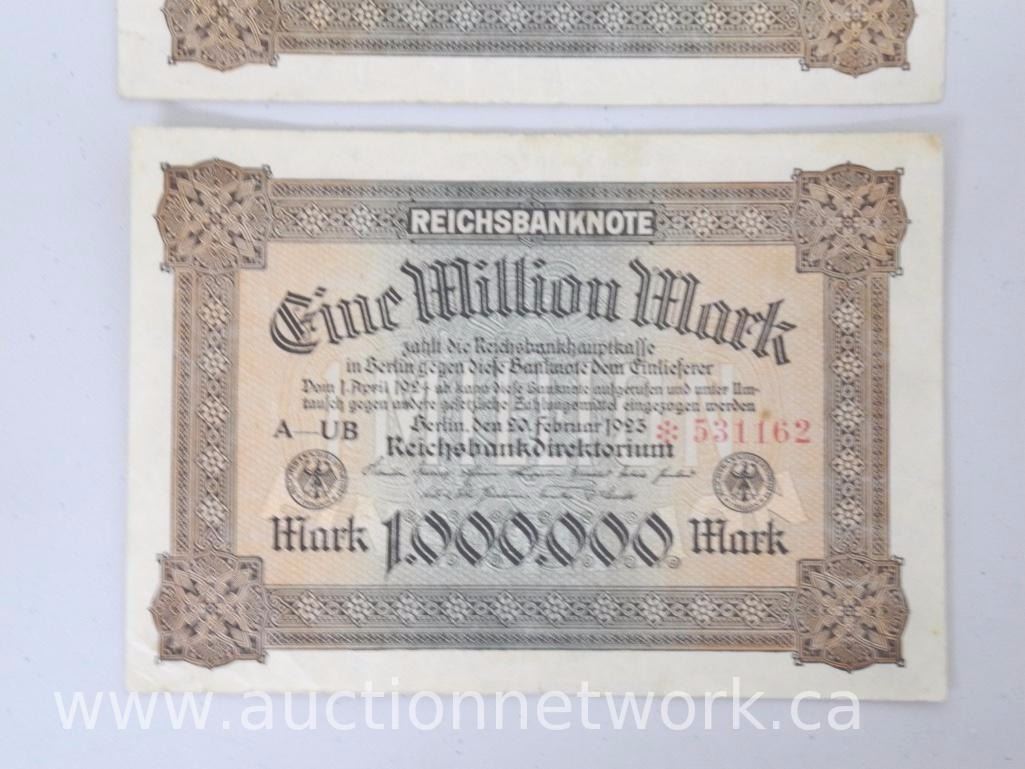 REICHSBANKNOTE
Eine Million Mark
zahlt die Reichsbankhauptkasse
in Berlin gegen diese Banknote dem Einlieferer
Vom 1. April 1924 ab kann diese Banknote aufgerufen und unter Um-
tausch gegen andere gesetzliche Zahlungsmittel eingezogen werden
A—UB Berlin, den 20. Februar 1923 * 531162
Reichsbankdirektorium
Mark 1.000.000 Mark
www.auctionnetwork.ca